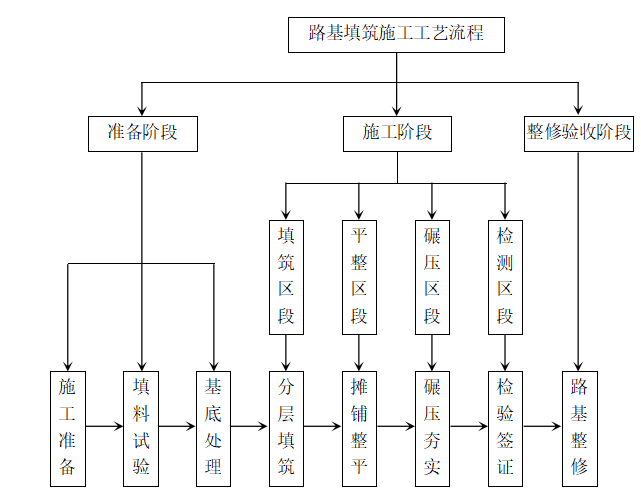 路基填筑施工工艺流程
准备阶段
施工阶段
整修验收阶段
填筑区段
平整区段
碾压区段
检测区段
施工准备
填料试验
基底处理
分层填筑
摊铺整平
碾压夯实
检验签证
路基整修